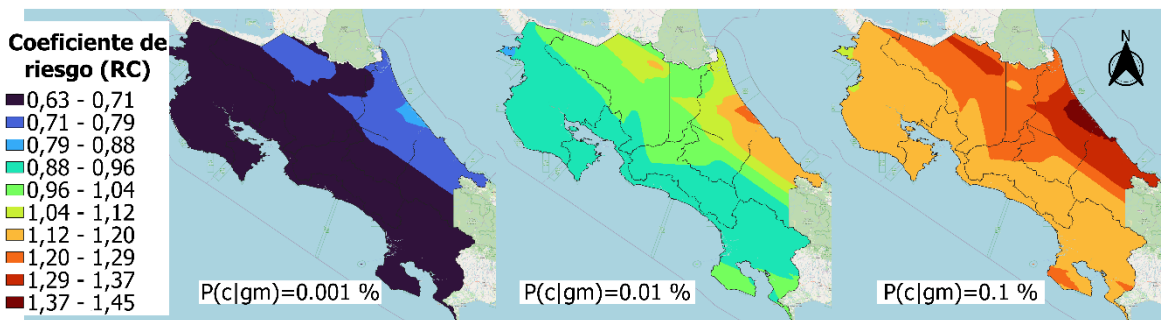 Coeficiente de
riesgo (RC)
0,63 - 0,71
0,71 - 0,79
0,79 - 0,88
0,88 - 0,96
0,96 - 1,04
1,04 - 1,12
1,12 - 1,20
1,20 - 1,29
1,29 - 1,37
1,37 - 1,45
P(c|gm)=0.001 %
P(c|gm)=0.01 %
P(c|gm)=0.1 %
N